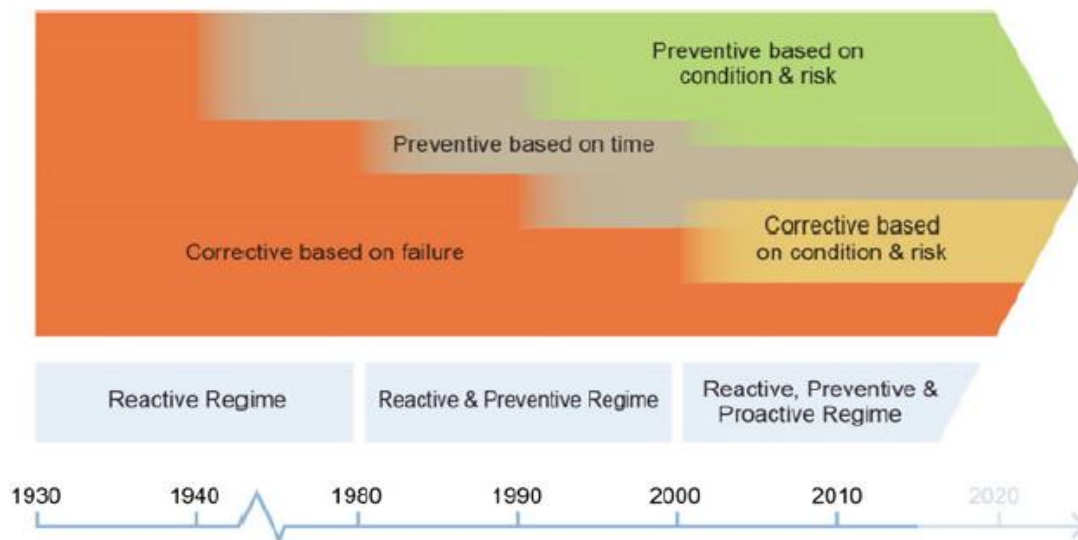 Preventive based on
condition & risk
Preventive based on time
Corrective based
on condition & risk
Corrective based on failure
Reactive Regime
Reactive & Preventive Regime
Reactive, Preventive &
Proactive Regime
1930 1940 1980 1990 2000 2010 2020